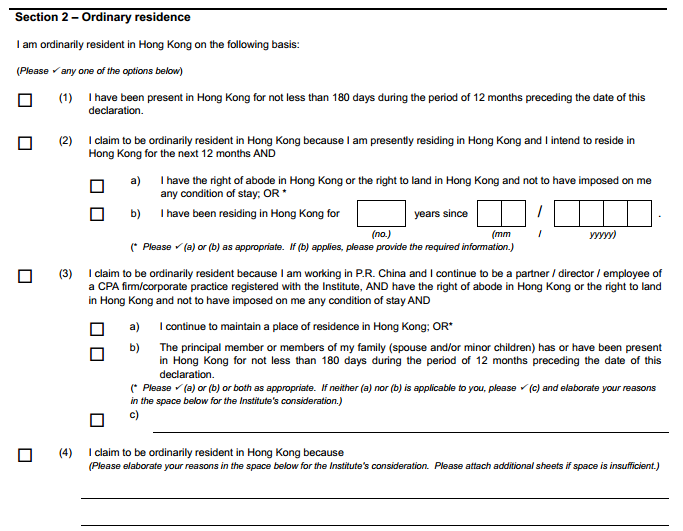 Section 2 – Ordinary residence
I am ordinarily resident in Hong Kong on the following basis:
(Please ✓ any one of the options below)
(1) I have been present in Hong Kong for not less than 180 days during the period of 12 months preceding the date of this
declaration.
(2) I claim to be ordinarily resident in Hong Kong because I am presently residing in Hong Kong and I intend to reside in
Hong Kong for the next 12 months AND
a) I have the right of abode in Hong Kong or the right to land in Hong Kong and not to have imposed on me
any condition of stay; OR *
b) I have been residing in Hong Kong for years since / .
(no.) (mm / yyyyy)
(* Please ✓ (a) or (b) as appropriate. If (b) applies, please provide the required information.)
(3) I claim to be ordinarily resident because I am working in P.R. China and I continue to be a partner / director / employee of
a CPA firm/corporate practice registered with the Institute, AND have the right of abode in Hong Kong or the right to land
in Hong Kong and not to have imposed on me any condition of stay AND
a) I continue to maintain a place of residence in Hong Kong; OR*
b) The principal member or members of my family (spouse and/or minor children) has or have been present
in Hong Kong for not less than 180 days during the period of 12 months preceding the date of this
declaration.
(* Please ✓ (a) or (b) or both as appropriate. If neither (a) nor (b) is applicable to you, please ✓ (c) and elaborate your reasons
in the space below for the Institute's consideration.)
c)
(4) I claim to be ordinarily resident in Hong Kong because
(Please elaborate your reasons in the space below for the Institute's consideration. Please attach additional sheets if space is insufficient.)